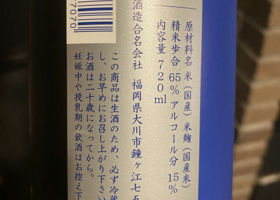 原材料名 米(国産) 米麹(国産米)
精米歩合 65% アルコール分 15%
内容量 720ml
酒造合名会社 福岡県大川市鐘ヶ江七五
この商品は生酒のため、必ず冷蔵
し、お早めにお召し上がり下さい
お酒は二十歳になってから。
妊娠中や授乳期の飲酒はお控え下
97070